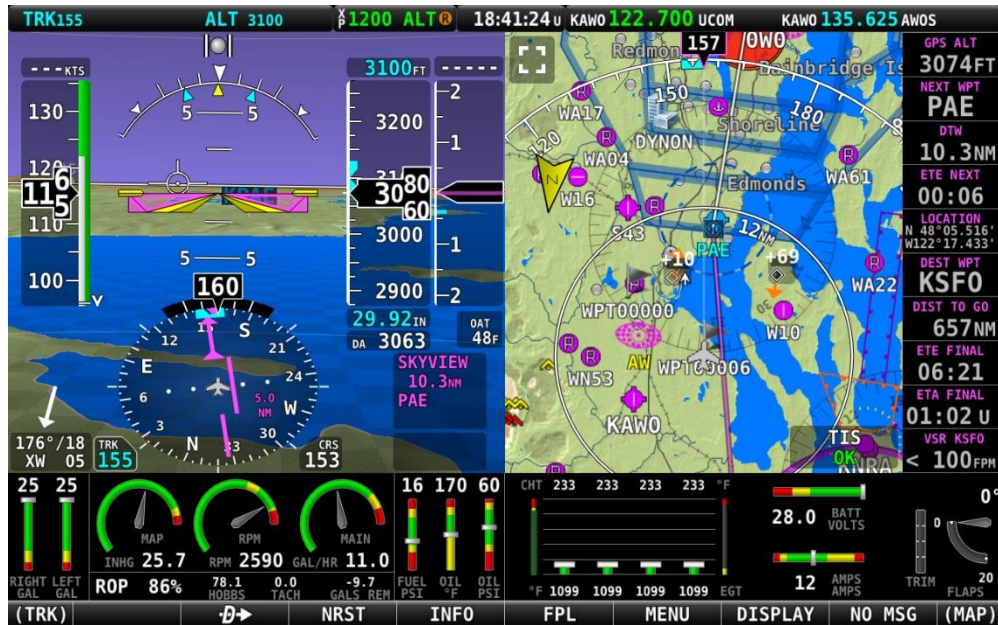 TRK155 ALT 3100 XP 1200 ALT R 18:41:24 U KAWO 122.700 UCOM KAWO 135.625 AWOS
---KTS
130
120
116
5
110
100
5 5
5 5
KPAE
3100FT
-----
3200
3080
60
3000
2900
2
1
1
2
29.92IN
DA 3063
OAT
48F
SKYVIEW
10.3NM
PAE
160
12
S
21
24
W
30
33
N
3
6
E
5.0
NM
176°/18
XW 05
TRK
155
CRS
153
157
0W0
Redmon
Bainbridge Is
150
180
120
WA17
Shoreline
DYNON
WA04
N
W16
Edmonds
WA61
S43
PAE
12NM
+10
+69
WA22
30
WPT00000
W10
AW
WPT00006
WN53
KAWO
TIS
OK
KNRA
GPS ALT
3074FT
NEXT WPT
PAE
DTW
10.3NM
ETE NEXT
00:06
LOCATION
N 48°05.516'
W122°17.433'
DEST WPT
KSFO
DIST TO GO
657NM
ETE FINAL
06:21
ETA FINAL
01:02 U
VSR KSFO
< 100FPM
25 25
RIGHT GAL LEFT GAL
MAP
INHG 25.7
RPM
RPM 2590
MAIN
GAL/HR 11.0
ROP 86%
78.1 HOBBS
0.0 TACH
-9.7 GALS REM
16 170 60
FUEL PSI OIL °F OIL PSI
CHT 233 233 233 233 °F
°F 1099 1099 1099 1099 EGT
28.0 BATT VOLTS
12 AMPS AMPS
TRIM
0°
0
20
FLAPS
(TRK) -D→ NRST INFO FPL MENU DISPLAY NO MSG (MAP)